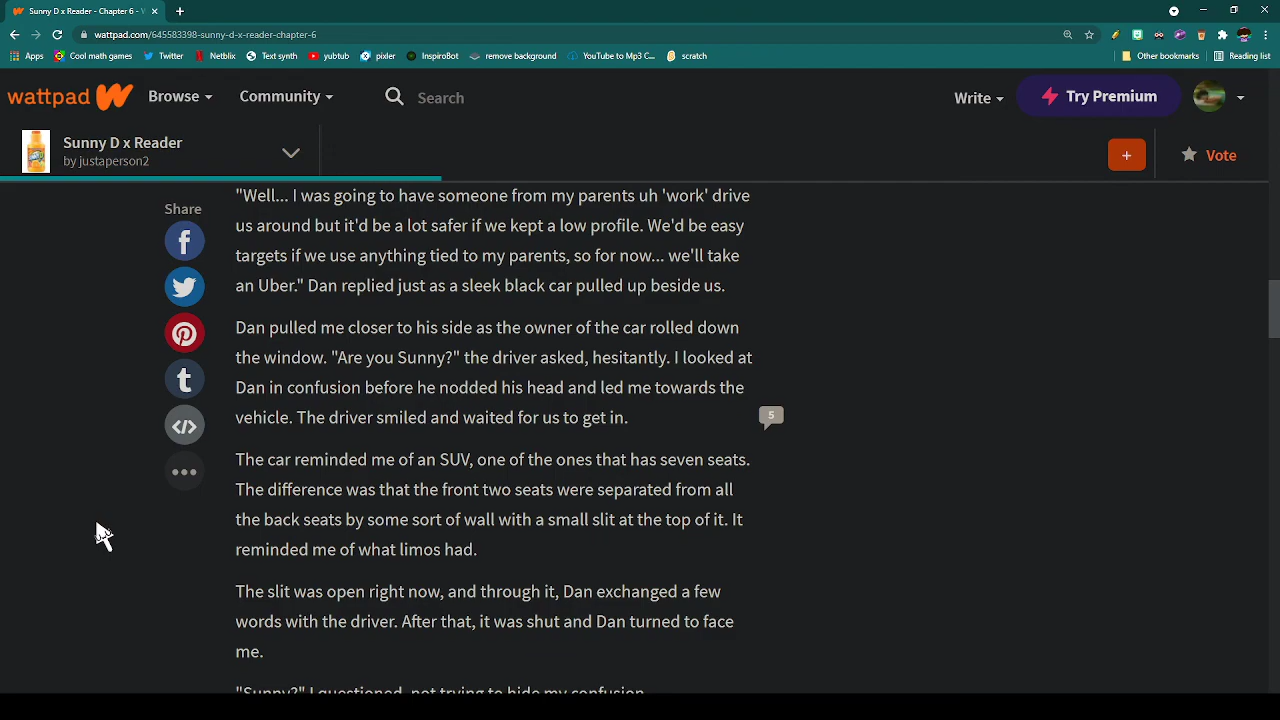 Sunny D x Reader - Chapter 6 - V
wattpad.com/645583398-sunny-d-x-reader-chapter-6
Apps Cool math games Twitter Netblix Text synth yubtub pixler InspiroBot remove background YouTube to Mp3 C... scratch Other bookmarks Reading list
wattpad Browse Community Search Write Try Premium
Sunny D x Reader
by justaperson2
+ Vote
Share
"Well... I was going to have someone from my parents uh 'work' drive
us around but it'd be a lot safer if we kept a low profile. We'd be easy
targets if we use anything tied to my parents, so for now... we'll take
an Uber." Dan replied just as a sleek black car pulled up beside us.
Dan pulled me closer to his side as the owner of the car rolled down
the window. "Are you Sunny?" the driver asked, hesitantly. I looked at
Dan in confusion before he nodded his head and led me towards the
vehicle. The driver smiled and waited for us to get in.
5
The car reminded me of an SUV, one of the ones that has seven seats.
The difference was that the front two seats were separated from all
the back seats by some sort of wall with a small slit at the top of it. It
reminded me of what limos had.
The slit was open right now, and through it, Dan exchanged a few
words with the driver. After that, it was shut and Dan turned to face
me.
"Sunny?" I questioned, not trying to hide my confusion.